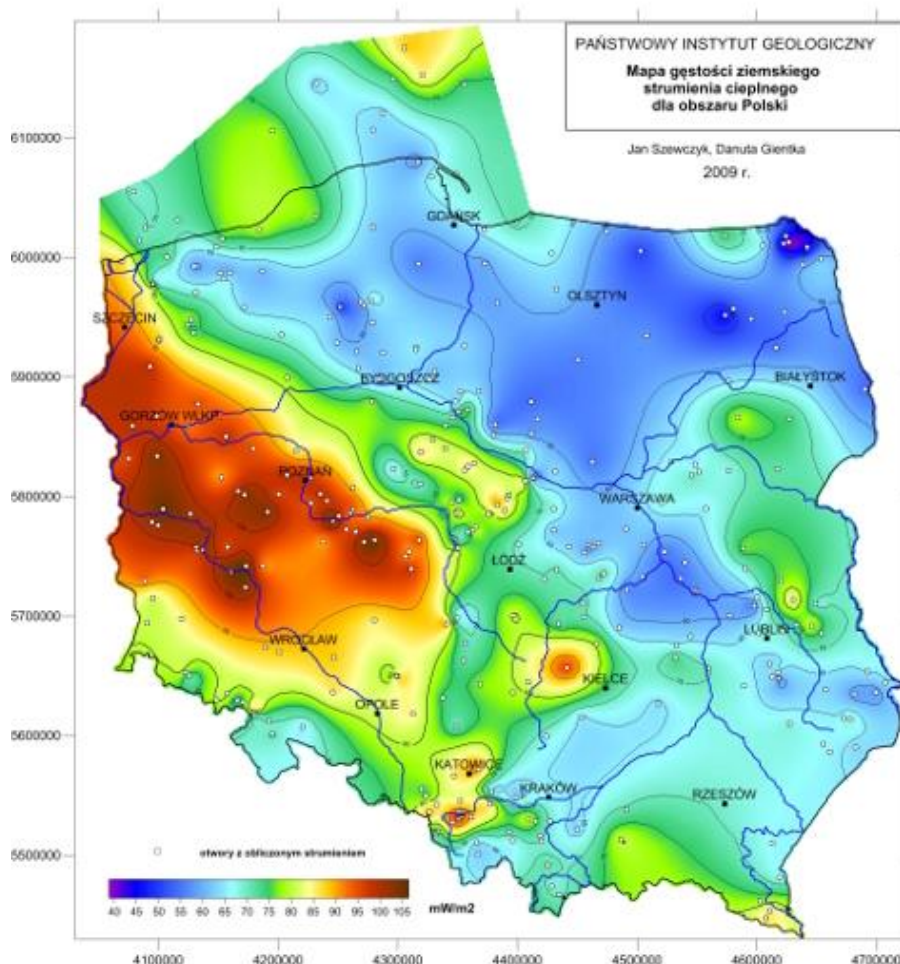 PAŃSTWOWY INSTYTUT GEOLOGICZNY
Mapa gęstości ziemskiego
strumienia cieplnego
dla obszaru Polski
Jan Szewczyk, Danuta Gientka
2009 r.
6100000
GDAŃSK
6000000
OLSZTYN
SZCZECIN
5900000
BYDGOSZCZ
BIAŁYSTOK
GORZÓW WLKP.
POZNAŃ
5800000
WARSZAWA
ŁÓDŹ
5700000
WROCŁAW
LUBLIN
KIELCE
OPOLE
5600000
KATOWICE
KRAKÓW
RZESZÓW
5500000
otwory z obliczonym strumieniem
40 45 50 55 60 65 70 75 80 85 90 95 100 105
mW/m2
4100000 4200000 4300000 4400000 4500000 4600000 4700000